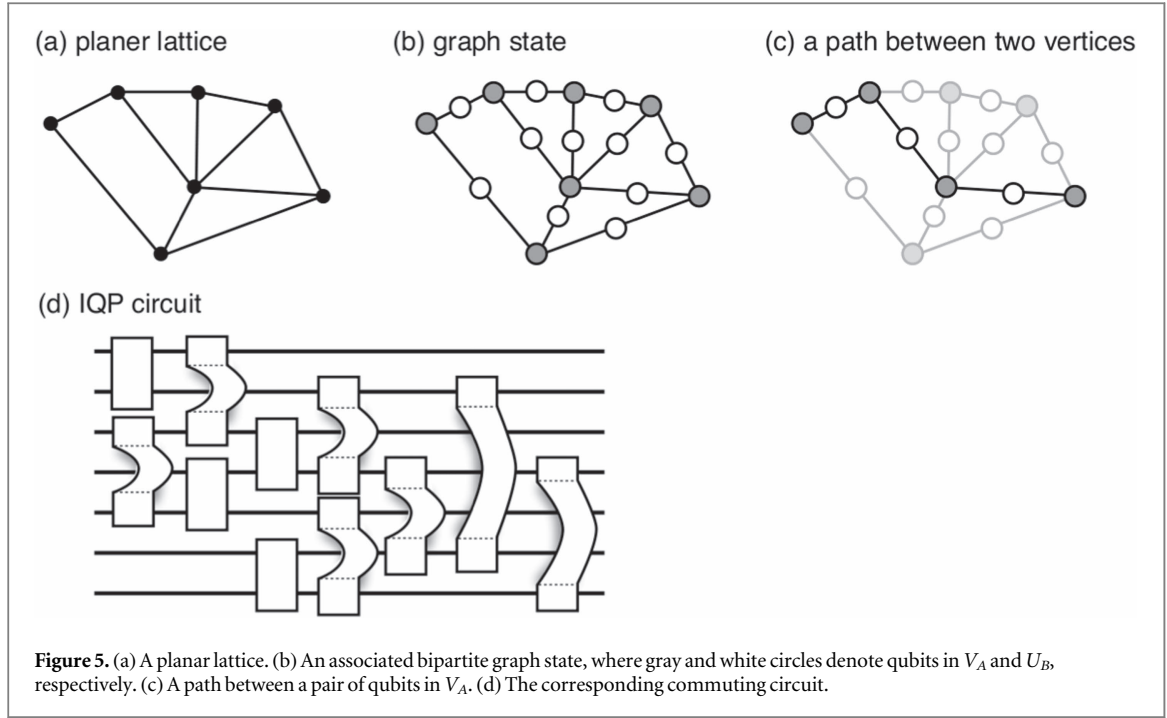 (a) planer lattice
(b) graph state
(c) a path between two vertices
(d) IQP circuit
Figure 5. (a) A planar lattice. (b) An associated bipartite graph state, where gray and white circles denote qubits in V_A and U_B,
respectively. (c) A path between a pair of qubits in V_A. (d) The corresponding commuting circuit.